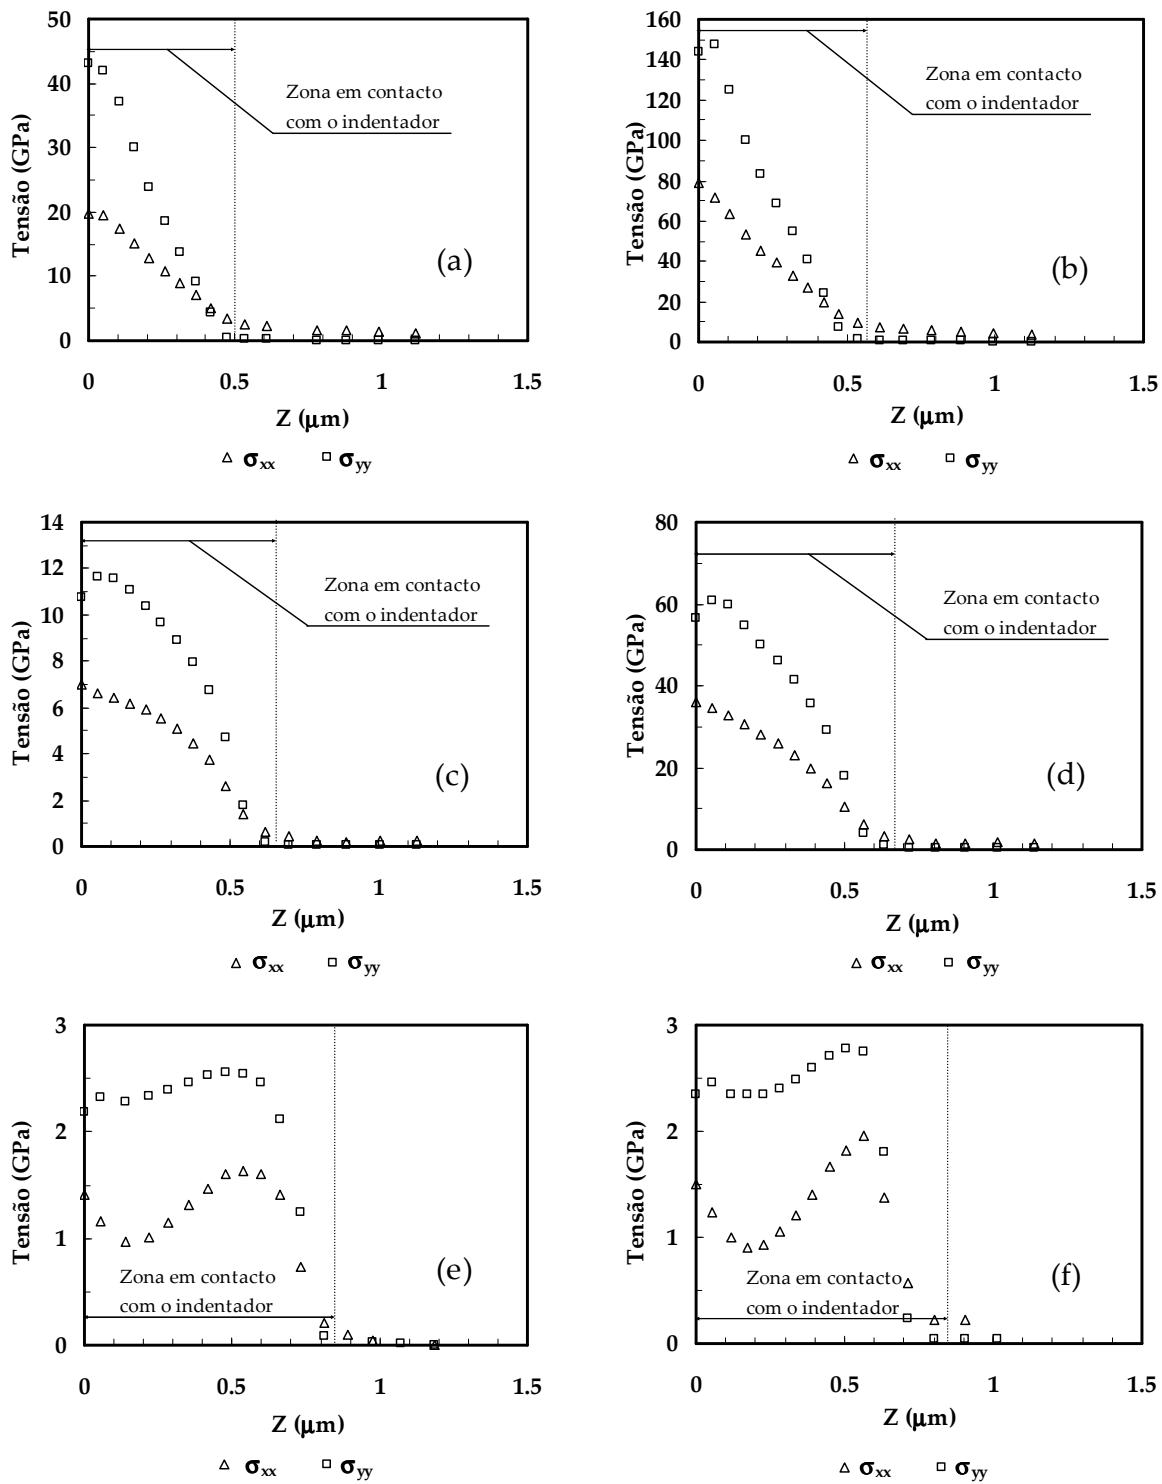 50
40
30
20
10
0
Tensão (GPa)
Zona em contacto
com o indentador
(a)
0 0.5 1 1.5
Z (μm)
σxx σyy
160
140
120
100
80
60
40
20
0
Tensão (GPa)
Zona em contacto
com o indentador
(b)
0 0.5 1 1.5
Z (μm)
σxx σyy
14
12
10
8
6
4
2
0
Tensão (GPa)
Zona em contacto
com o indentador
(c)
0 0.5 1 1.5
Z (μm)
σxx σyy
80
60
40
20
0
Tensão (GPa)
Zona em contacto
com o indentador
(d)
0 0.5 1 1.5
Z (μm)
σxx σyy
3
2
1
0
Tensão (GPa)
Zona em contacto
com o indentador
(e)
0 0.5 1 1.5
Z (μm)
σxx σyy
3
2
1
0
Tensão (GPa)
Zona em contacto
com o indentador
(f)
0 0.5 1 1.5
Z (μm)
σxx σyy